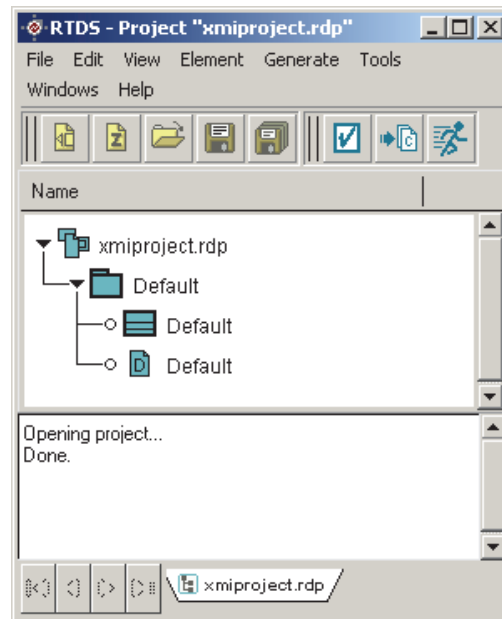 RTDS - Project "xmiproject.rdp"
File Edit View Element Generate Tools
Windows Help
Name
xmiproject.rdp
Default
Default
D Default
Opening project...
Done.
xmiproject.rdp